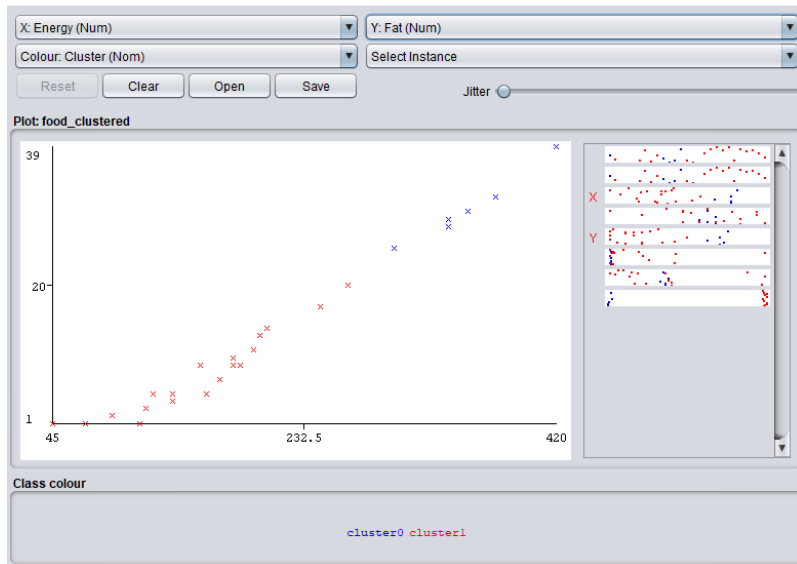 X: Energy (Num) Y: Fat (Num)
Colour: Cluster (Nom) Select Instance
Reset Clear Open Save Jitter
Plot: food_clustered
39
20
1
45 232.5 420
X
Y
Class colour
cluster0 cluster1